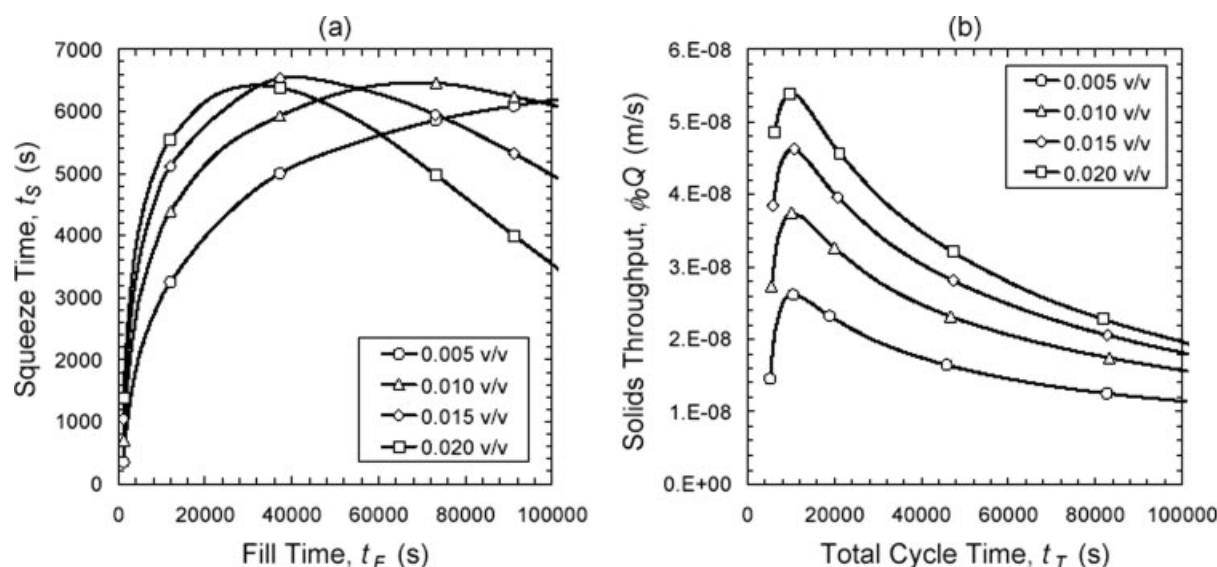 (a)
7000
6000
5000
4000
3000
2000
1000
0
Squeeze Time, t_S (s)
0.005 v/v
0.010 v/v
0.015 v/v
0.020 v/v
0 20000 40000 60000 80000 100000
Fill Time, t_F (s)
(b)
6.E-08
5.E-08
4.E-08
3.E-08
2.E-08
1.E-08
0.E+00
Solids Throughput, ϕ₀Q (m/s)
0.005 v/v
0.010 v/v
0.015 v/v
0.020 v/v
0 20000 40000 60000 80000 100000
Total Cycle Time, t_T (s)